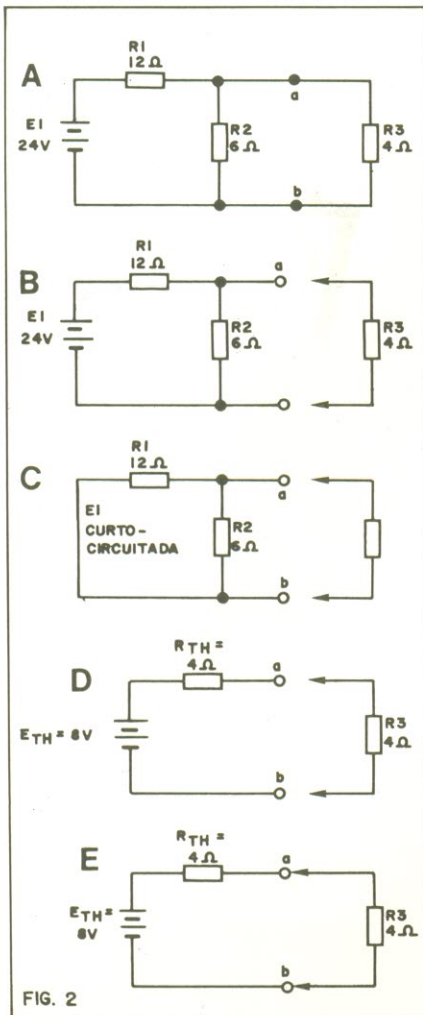 A
R1
12Ω
a
E1
24V
R2
6Ω
R3
4Ω
b
B
R1
12Ω
a
E1
24V
R2
6Ω
R3
4Ω
C
R1
12Ω
a
E1
CURTO-
CIRCUITADA
R2
6Ω
b
D
RTH=
4Ω
a
ETH= 8V
R3
4Ω
b
E
RTH=
4Ω
a
ETH=
8V
R3
4Ω
b
FIG. 2